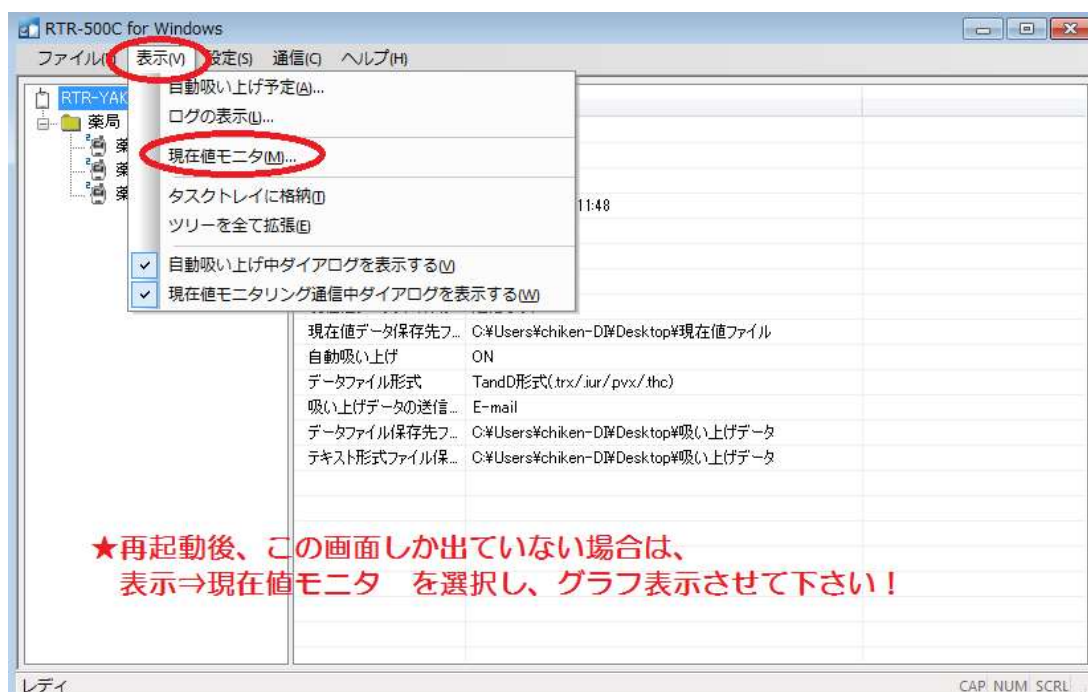 RTR-500C for Windows
ファイル 表示(V) 設定(S) 通信(C) ヘルプ(H)
RTR-YAK
薬局
薬
薬
薬
自動吸い上げ予定(A)...
ログの表示(L)...
現在値モニタ(M)...
タスクトレイに格納(T)
ツリーを全て拡張(E)
自動吸い上げ中ダイアログを表示する(V)
現在値モニタリング通信中ダイアログを表示する(W)
11:48
現在値データ保存先フ... C:¥Users¥chiken-DI¥Desktop¥現在値ファイル
自動吸い上げ ON
データファイル形式 TandD形式(.trx/.iur/.pvx/.thc)
吸い上げデータの送信... E-mail
データファイル保存先フ... C:¥Users¥chiken-DI¥Desktop¥吸い上げデータ
テキスト形式ファイル保... C:¥Users¥chiken-DI¥Desktop¥吸い上げデータ
★再起動後、この画面しか出ていない場合は、
表示⇒現在値モニタ を選択し、グラフ表示させて下さい！
レディ CAP NUM SCRL